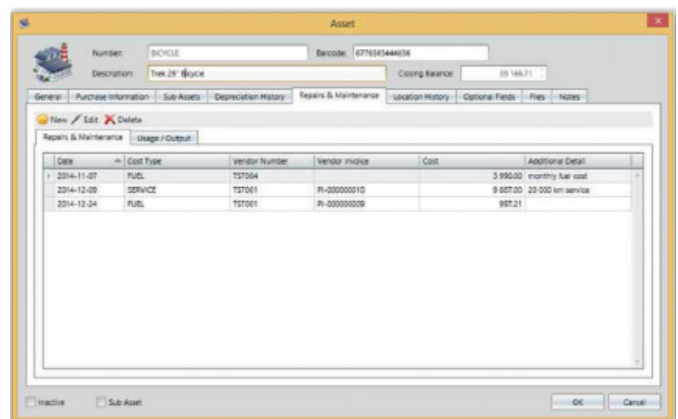 Asset
Number: BICYCLE Barcode: 6776565444656
Description: Trek 29" Bicycle Closing Balance: 39 166.71
General Purchase Information Sub Assets Depreciation History Repairs & Maintenance Location History Optional Fields Files Notes
New Edit Delete
Repairs & Maintenance Usage / Output
Date Cost Type Vendor Number Vendor Invoice Cost Additional Detail
2014-11-07 FUEL TST004 3 990.00 monthly fuel cost
2014-12-09 SERVICE TST001 PI-000000010 9 887.00 25 000 km service
2014-12-24 FUEL TST001 PI-000000009 997.21
Inactive Sub Asset OK Cancel